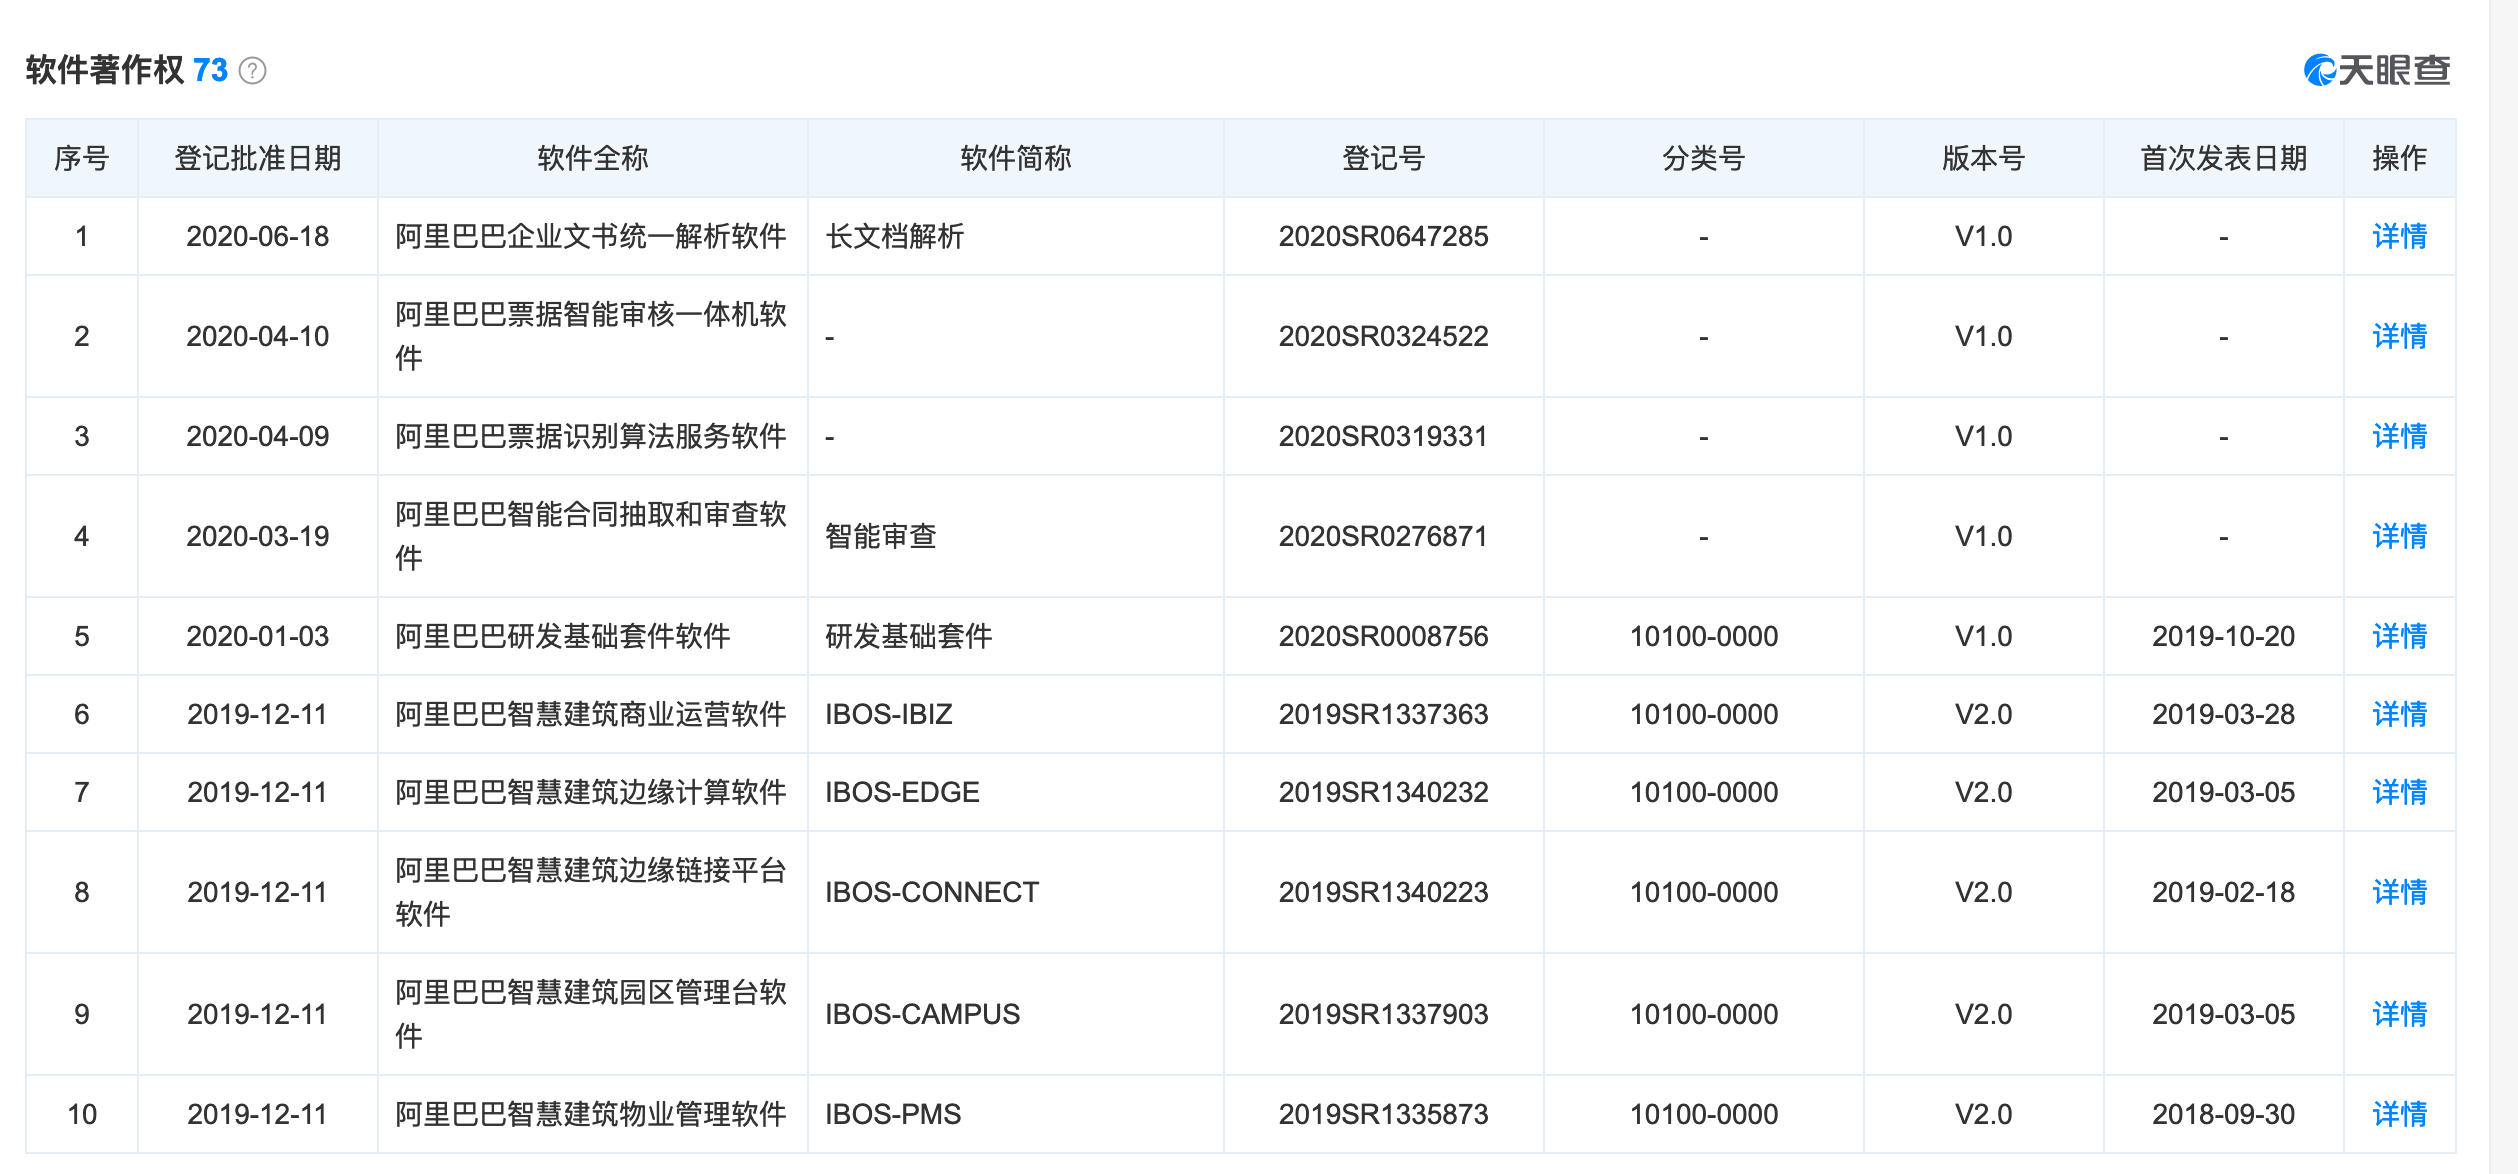 软件著作权 73 ?
天眼查
序号 登记批准日期 软件全称 软件简称 登记号 分类号 版本号 首次发表日期 操作
1 2020-06-18 阿里巴巴企业文书统一解析软件 长文档解析 2020SR0647285 - V1.0 - 详情
2 2020-04-10 阿里巴巴票据智能审核一体机软
件 - 2020SR0324522 - V1.0 - 详情
3 2020-04-09 阿里巴巴票据识别算法服务软件 - 2020SR0319331 - V1.0 - 详情
4 2020-03-19 阿里巴巴智能合同抽取和审查软
件 智能审查 2020SR0276871 - V1.0 - 详情
5 2020-01-03 阿里巴巴研发基础套件软件 研发基础套件 2020SR0008756 10100-0000 V1.0 2019-10-20 详情
6 2019-12-11 阿里巴巴智慧建筑商业运营软件 IBOS-IBIZ 2019SR1337363 10100-0000 V2.0 2019-03-28 详情
7 2019-12-11 阿里巴巴智慧建筑边缘计算软件 IBOS-EDGE 2019SR1340232 10100-0000 V2.0 2019-03-05 详情
8 2019-12-11 阿里巴巴智慧建筑边缘链接平台
软件 IBOS-CONNECT 2019SR1340223 10100-0000 V2.0 2019-02-18 详情
9 2019-12-11 阿里巴巴智慧建筑园区管理台软
件 IBOS-CAMPUS 2019SR1337903 10100-0000 V2.0 2019-03-05 详情
10 2019-12-11 阿里巴巴智慧建筑物业管理软件 IBOS-PMS 2019SR1335873 10100-0000 V2.0 2018-09-30 详情